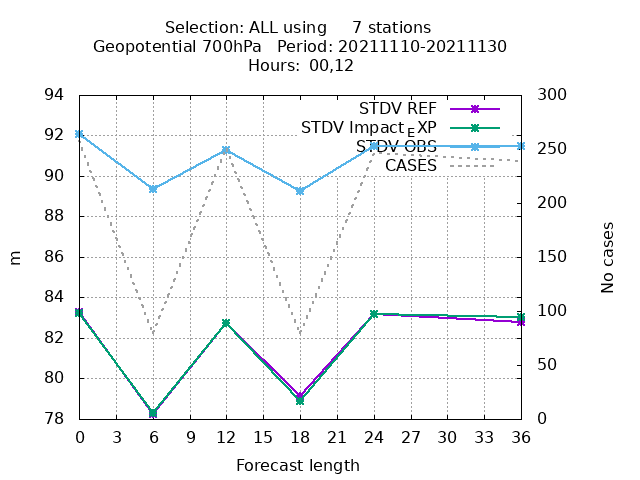 Selection: ALL using     7 stations
Geopotential 700hPa   Period: 20211110-20211130
Hours: 00,12
94
92
90
88
86
84
82
80
78
m
STDV REF
STDV Impact_EXP
STDV OBS
CASES
300
250
200
150
100
50
0
No cases
0 3 6 9 12 15 18 21 24 27 30 33 36
Forecast length